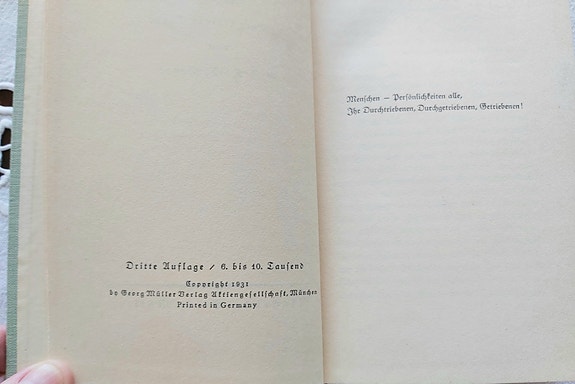 Dritte Auflage / 6. bis 10. Tausend
Copyright 1931
by Georg Müller Verlag Aktiengesellschaft, München
Printed in Germany
Menschen – Persönlichkeiten alle,
Ihr Durchtriebenen, Durchgetriebenen, Getriebenen!